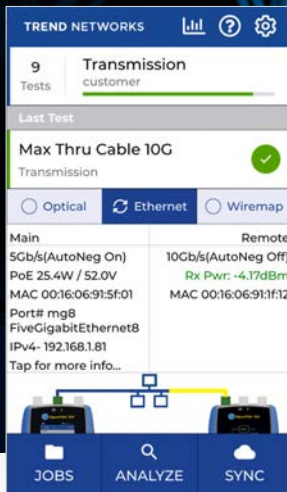 TREND NETWORKS
9
Tests
Transmission
customer
Last Test
Max Thru Cable 10G
Transmission
Optical
Ethernet
Wiremap
Main
Remote
5Gb/s(AutoNeg On)
10Gb/s(AutoNeg Off)
PoE 25.4W / 52.0V
Rx Pwr: -4.17dBm
MAC 00:16:06:91:5f:01
MAC 00:16:06:91:1f:12
Port# mg8
FiveGigabitEthernet8
IPv4- 192.168.1.81
Tap for more info...
JOBS
ANALYZE
SYNC